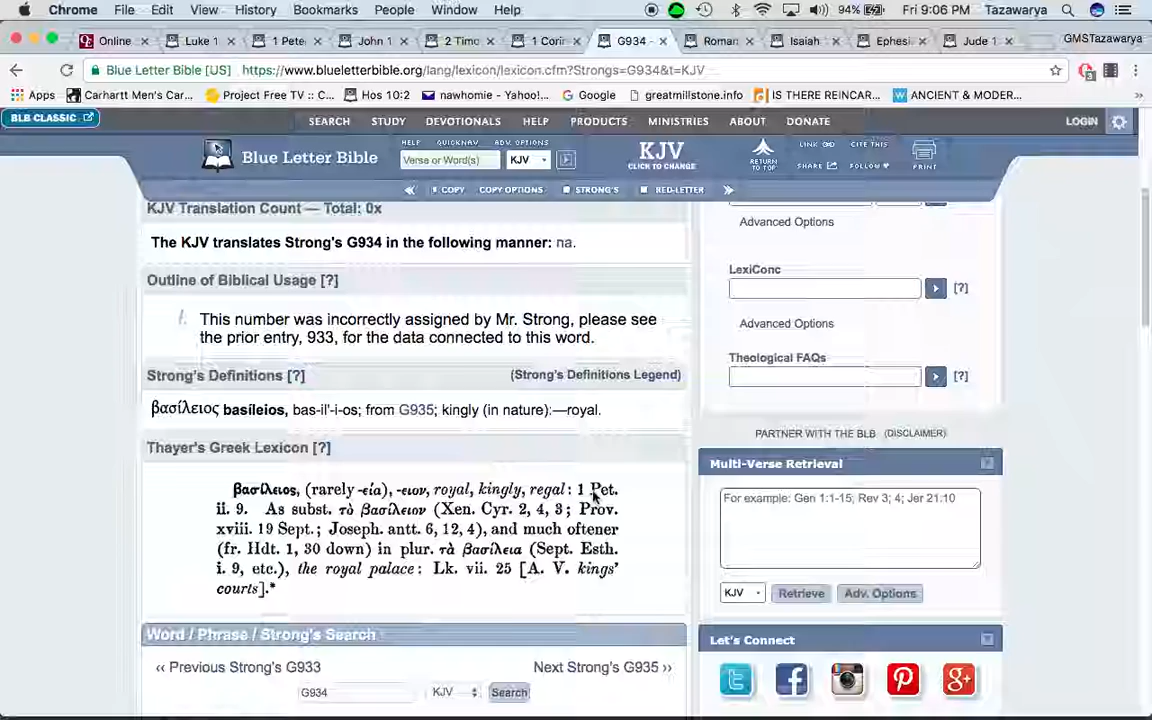 Chrome File Edit View History Bookmarks People Window Help 94% Fri 9:06 PM Tazawarya
Online Luke 1 1 Pete John 1 2 Timo 1 Corin G934 - Roman Isaiah Ephesi Jude 1 GMSTazawarya
Blue Letter Bible [US] https://www.blueletterbible.org/lang/lexicon/lexicon.cfm?Strongs=G934&t=KJV
Apps Carhartt Men's Car... Project Free TV :: C... Hos 10:2 nawhomie - Yahoo!... Google greatmillstone.info IS THERE REINCAR... ANCIENT & MODER... »
BLB CLASSIC
SEARCH STUDY DEVOTIONALS HELP PRODUCTS MINISTRIES ABOUT DONATE LOGIN
HELP QUICKNAV ADV. OPTIONS
Blue Letter Bible Verse or Word(s) KJV KJV CLICK TO CHANGE RETURN TO TOP LINK CITE THIS SHARE FOLLOW PRINT
COPY COPY OPTIONS STRONG'S RED-LETTER
KJV Translation Count — Total: 0x
The KJV translates Strong's G934 in the following manner: na.
Outline of Biblical Usage [?]
I. This number was incorrectly assigned by Mr. Strong, please see
the prior entry, 933, for the data connected to this word.
Strong's Definitions [?] (Strong's Definitions Legend)
βασίλειος basíleios, bas-il'-i-os; from G935; kingly (in nature):—royal.
Thayer's Greek Lexicon [?]
βασίλειος, (rarely -εία), -ειον, royal, kingly, regal: 1 Pet.
ii. 9. As subst. τὸ βασίλειον (Xen. Cyr. 2, 4, 3; Prov.
xviii. 19 Sept.; Joseph. antt. 6, 12, 4), and much oftener
(fr. Hdt. 1, 30 down) in plur. τὰ βασίλεια (Sept. Esth.
i. 9, etc.), the royal palace: Lk. vii. 25 [A. V. kings'
courts].*
Word / Phrase / Strong's Search
‹‹ Previous Strong's G933 Next Strong's G935 ››
G934 KJV Search
Advanced Options
LexiConc
[?]
Advanced Options
Theological FAQs
[?]
PARTNER WITH THE BLB (DISCLAIMER)
Multi-Verse Retrieval
For example: Gen 1:1-15; Rev 3; 4; Jer 21:10
KJV Retrieve Adv. Options
Let's Connect